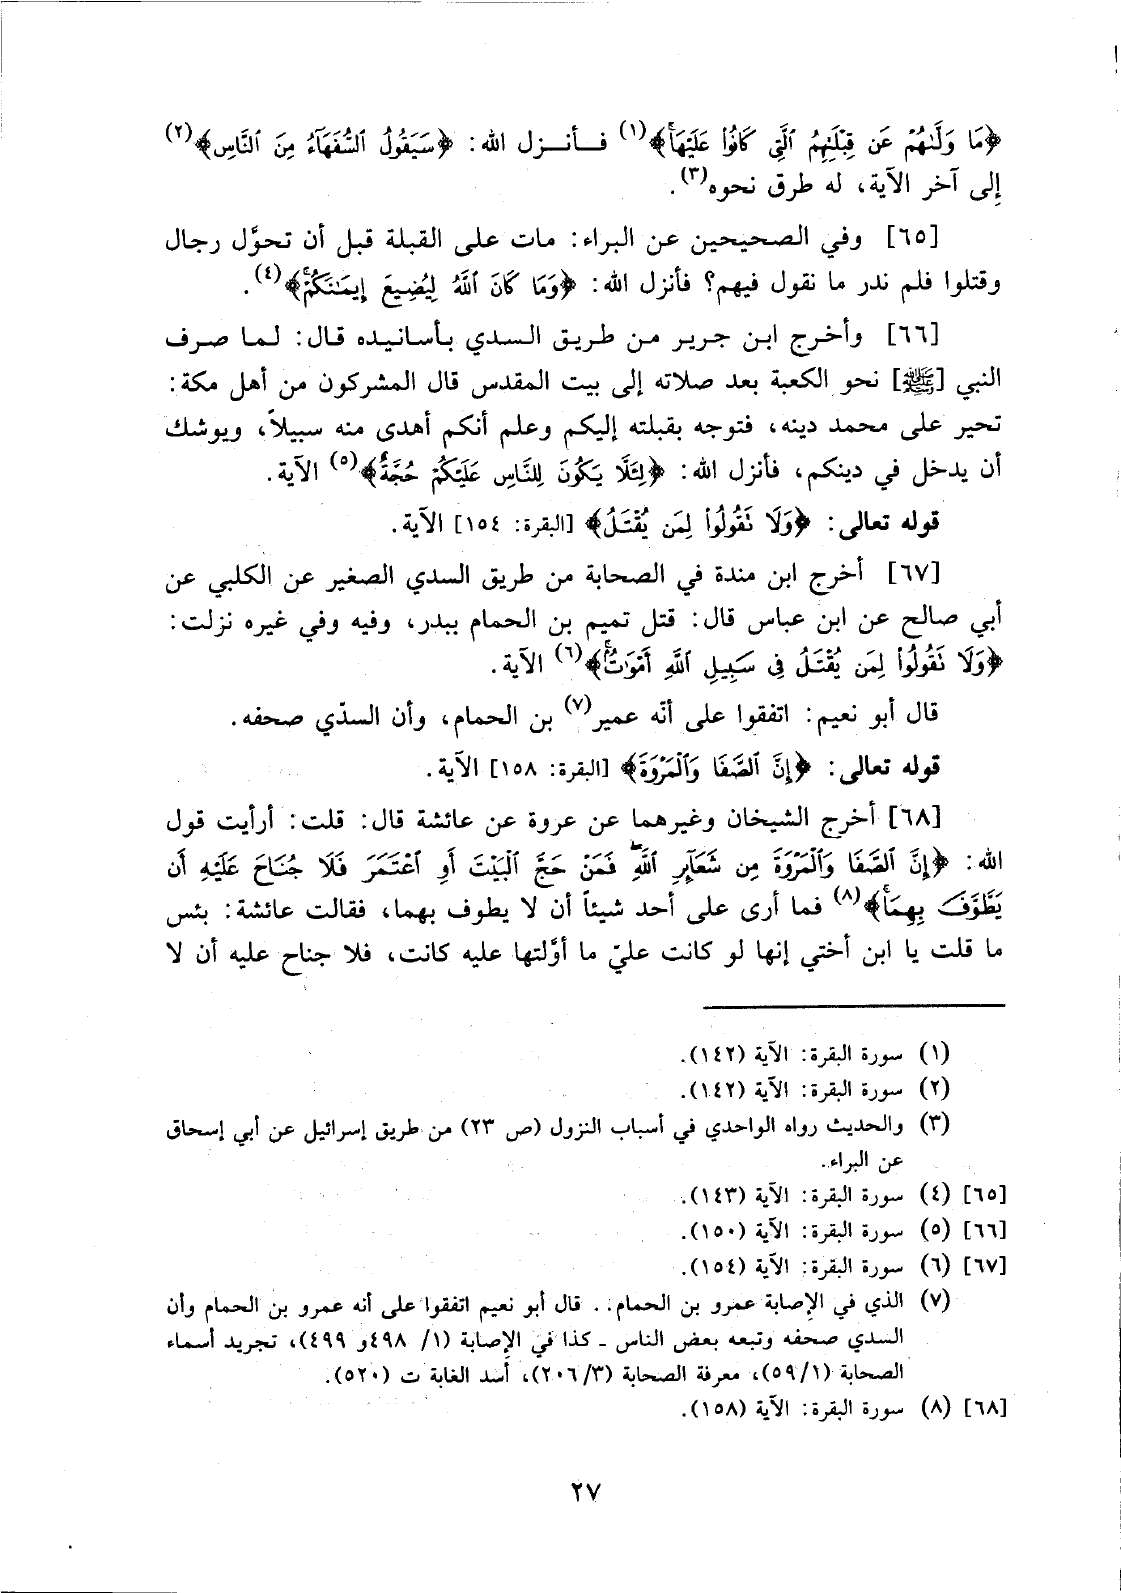 ﴿مَا وَلَّىٰهُمْ عَن قِبْلَتِهِمُ ٱلَّتِى كَانُوا۟ عَلَيْهَا﴾(١) فـأنـزل الله: ﴿سَيَقُولُ ٱلسُّفَهَآءُ مِنَ ٱلنَّاسِ﴾(٢)
إلى آخر الآية، له طرق نحوه(٣).
[٦٥] وفي الصحيحين عن البراء: مات على القبلة قبل أن تحوَّل رجال
وقتلوا فلم ندر ما نقول فيهم؟ فأنزل الله: ﴿وَمَا كَانَ ٱللَّهُ لِيُضِيعَ إِيمَٰنَكُمْ﴾(٤).
[٦٦] وأخرج ابن جرير من طريق السدي بأسانيده قال: لما صرف
النبي [ﷺ] نحو الكعبة بعد صلاته إلى بيت المقدس قال المشركون من أهل مكة:
تحير على محمد دينه، فتوجه بقبلته إليكم وعلم أنكم أهدى منه سبيلاً، ويوشك
أن يدخل في دينكم، فأنزل الله: ﴿لِئَلَّا يَكُونَ لِلنَّاسِ عَلَيْكُمْ حُجَّةٌ﴾(٥) الآية.
قوله تعالى: ﴿وَلَا تَقُولُوا۟ لِمَن يُقْتَلُ﴾ [البقرة: ١٥٤] الآية.
[٦٧] أخرج ابن مندة في الصحابة من طريق السدي الصغير عن الكلبي عن
أبي صالح عن ابن عباس قال: قتل تميم بن الحمام ببدر، وفيه وفي غيره نزلت:
﴿وَلَا تَقُولُوا۟ لِمَن يُقْتَلُ فِى سَبِيلِ ٱللَّهِ أَمْوَٰتٌۢ﴾(٦) الآية.
قال أبو نعيم: اتفقوا على أنّه عمير(٧) بن الحمام، وأن السدّي صحفه.
قوله تعالى: ﴿إِنَّ ٱلصَّفَا وَٱلْمَرْوَةَ﴾ [البقرة: ١٥٨] الآية.
[٦٨] أخرج الشيخان وغيرهما عن عروة عن عائشة قال: قلت: أرأيت قول
الله: ﴿إِنَّ ٱلصَّفَا وَٱلْمَرْوَةَ مِن شَعَآئِرِ ٱللَّهِ فَمَنْ حَجَّ ٱلْبَيْتَ أَوِ ٱعْتَمَرَ فَلَا جُنَاحَ عَلَيْهِ أَن
يَطَّوَّفَ بِهِمَا﴾(٨) فما أرى على أحد شيئاً أن لا يطوف بهما، فقالت عائشة: بئس
ما قلت يا ابن أختي إنها لو كانت عليّ ما أوَّلتها عليه كانت، فلا جناح عليه أن لا
(١) سورة البقرة: الآية (١٤٢).
(٢) سورة البقرة: الآية (١٤٢).
(٣) والحديث رواه الواحدي في أسباب النزول (ص ٢٣) من طريق إسرائيل عن أبي إسحاق
عن البراء.
[٦٥] (٤) سورة البقرة: الآية (١٤٣).
[٦٦] (٥) سورة البقرة: الآية (١٥٠).
[٦٧] (٦) سورة البقرة: الآية (١٥٤).
(٧) الذي في الإصابة عمرو بن الحمام.. قال أبو نعيم اتفقوا على أنه عمرو بن الحمام وأن
السدي صحفه وتبعه بعض الناس ـ كذا في الإصابة (١/ ٤٩٨و ٤٩٩)، تجريد أسماء
الصحابة (١/٥٩)، معرفة الصحابة (٣/٢٠٦)، أسد الغابة ت (٥٢٠).
[٦٨] (٨) سورة البقرة: الآية (١٥٨).
٢٧